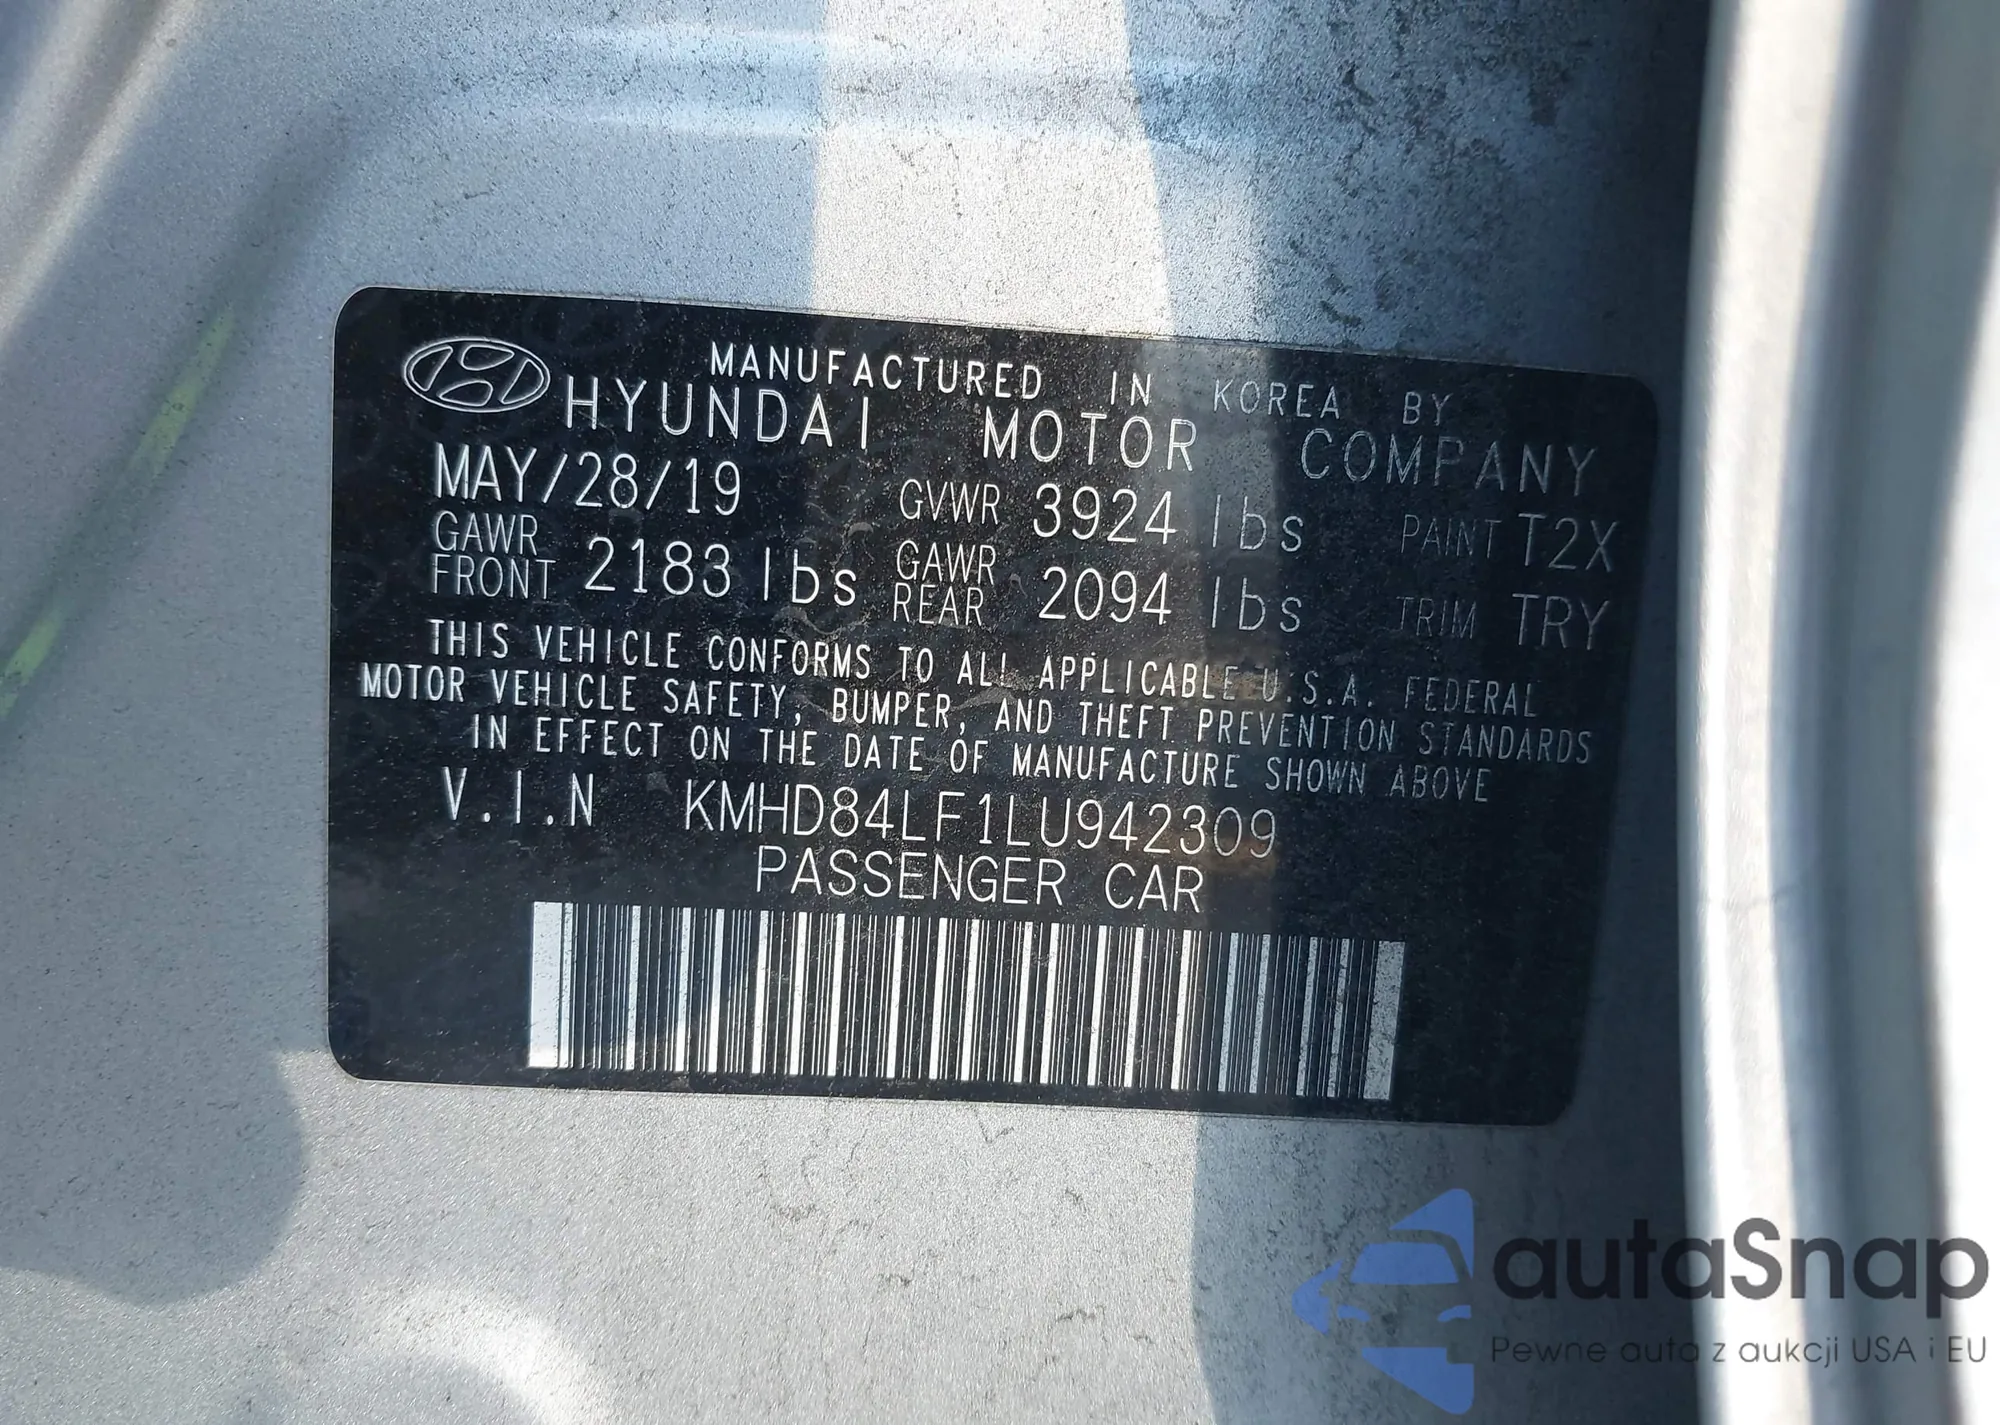 MANUFACTURED IN KOREA BY
HYUNDAI MOTOR COMPANY
MAY/28/19 GVWR 3924 lbs PAINT T2X
GAWR FRONT 2183 lbs GAWR REAR 2094 lbs TRIM TRY
THIS VEHICLE CONFORMS TO ALL APPLICABLE U.S.A. FEDERAL
MOTOR VEHICLE SAFETY, BUMPER, AND THEFT PREVENTION STANDARDS
IN EFFECT ON THE DATE OF MANUFACTURE SHOWN ABOVE
V.I.N KMHD84LF1LU942309
PASSENGER CAR
autaSnap
Pewne auta z aukcji USA i EU